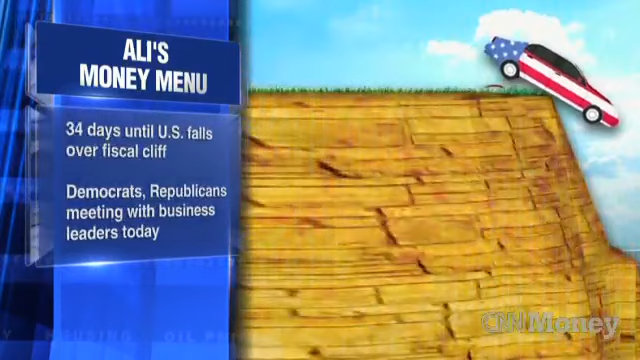 ALI'S
MONEY MENU
34 days until U.S. falls
over fiscal cliff
Democrats, Republicans
meeting with business
leaders today
CNNMoney